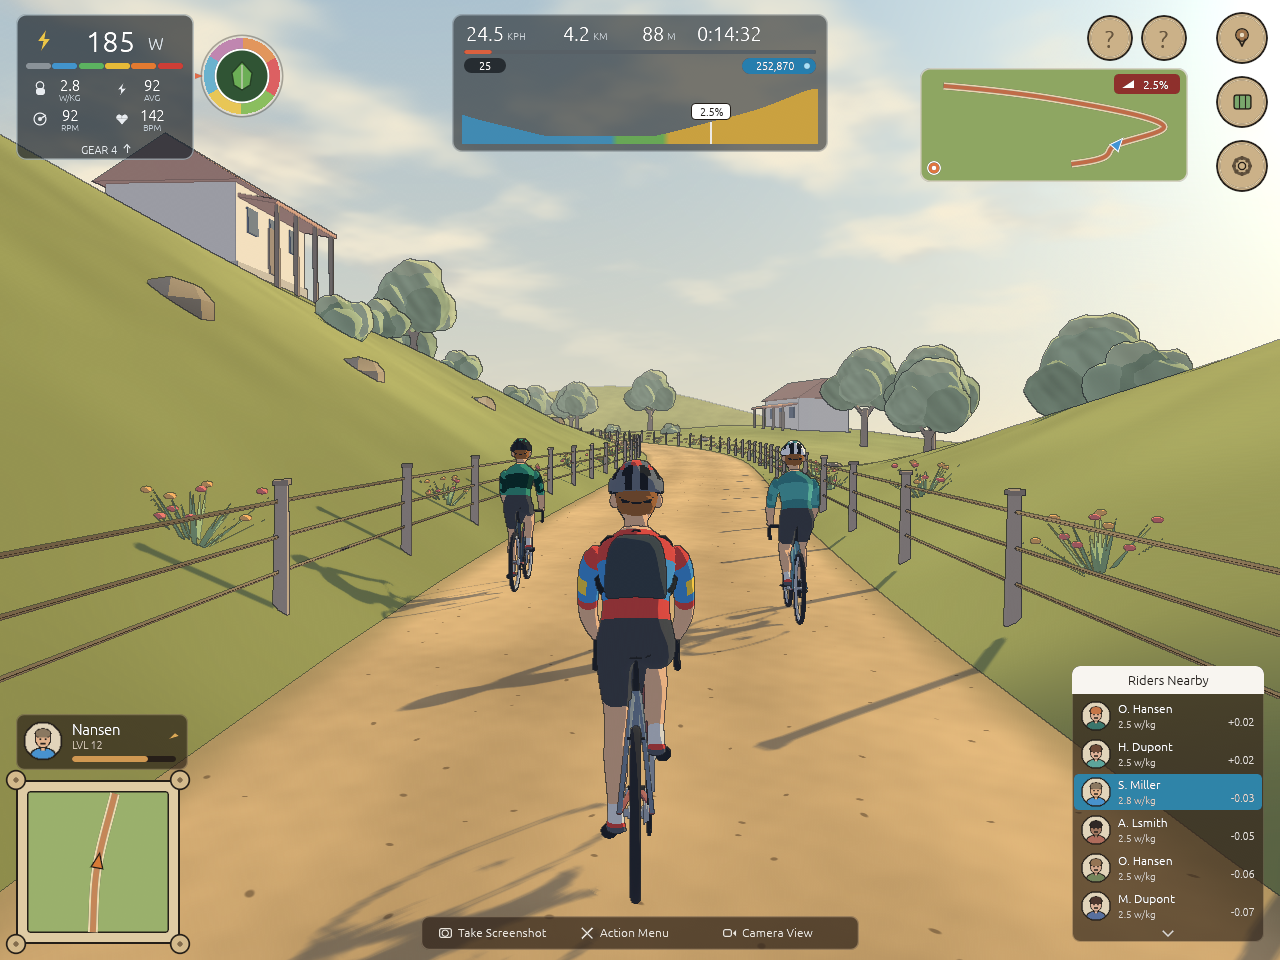 185 W
2.8 W/KG
92 AVG
92 RPM
142 BPM
GEAR 4
24.5 KPH 4.2 KM 88 M 0:14:32
25
252,870
2.5%
? ?
2.5%
Nansen
LVL 12
Riders Nearby
O. Hansen
2.5 w/kg +0.02
H. Dupont
2.5 w/kg +0.02
S. Miller
2.8 w/kg -0.03
A. Lsmith
2.5 w/kg -0.05
O. Hansen
2.5 w/kg -0.06
M. Dupont
2.5 w/kg -0.07
Take Screenshot Action Menu Camera View